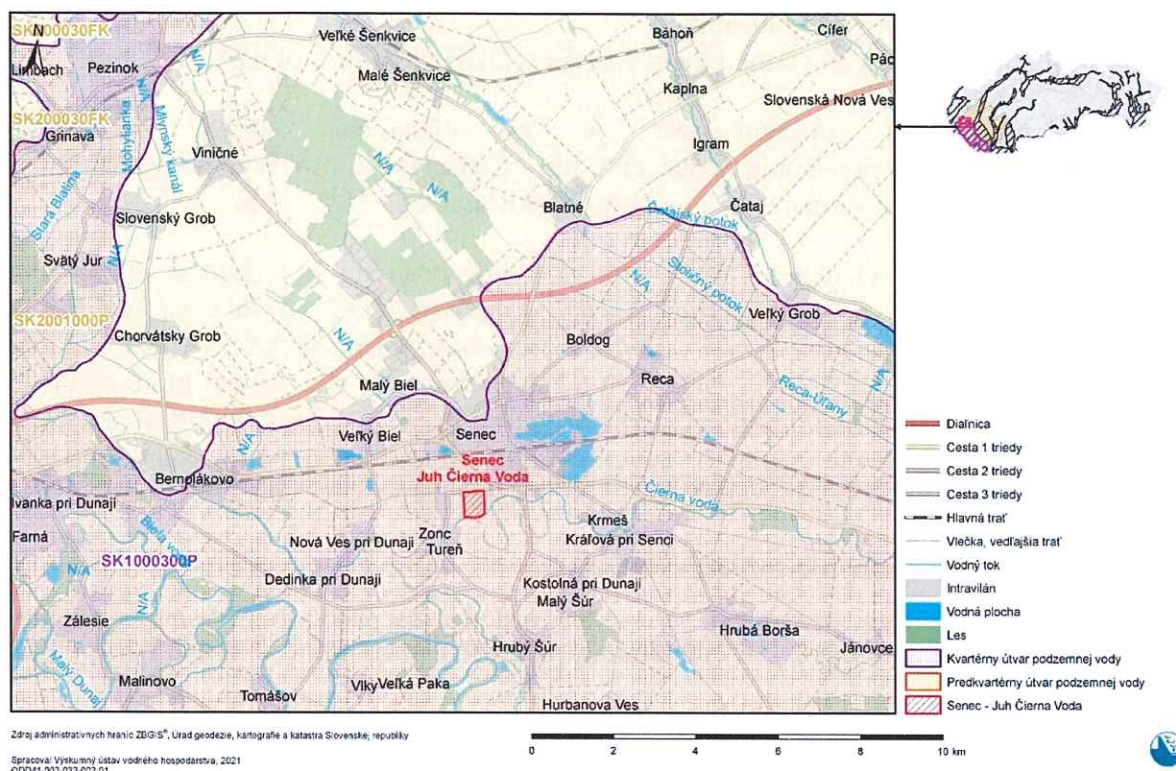 SK200030FK
N
Limbach
Pezinok
N/A
Veľké Šenkvice
Malé Šenkvice
Báhoň
Cífer
Pác
Kaplna
Slovenská Nová Ves
SK200030FK
Grinava
N/A
Mohyhanka
Mlynský kanál
Viničné
N/A
Igram
N/A
Stará Blatina
Slovenský Grob
Blatné
Čatajský potok
Čataj
Svätý Jur
N/A
N/A
Stoličný potok
SK2001000P
Veľký Grob
Chorvátsky Grob
N/A
Boldog
Malý Biel
Reca
Reca-Úľany
N/A
N/A
Veľký Biel
Senec
Senec
Juh Čierna Voda
Bernolákovo
Ivanka pri Dunaji
Čierna voda
Farná
Biela voda
Zonc
Krmeš
Nová Ves pri Dunaji
Tureň
Kráľová pri Senci
SK1000300P
N/A
Dedinka pri Dunaji
Kostolná pri Dunaji
N/A
Malý Šúr
Zálesie
Hrubá Borša
Hrubý Šúr
Jánovce
Malý Dunaj
Malinovo
Tomášov
Vlky
Veľká Paka
Hurbanova Ves
Diaľnica
Cesta 1 triedy
Cesta 2 triedy
Cesta 3 triedy
Hlavná trať
Vlečka, vedľajšia trať
Vodný tok
Intravilán
Vodná plocha
Les
Kvartérny útvar podzemnej vody
Predkvartérny útvar podzemnej vody
Senec - Juh Čierna Voda
Zdroj administratívnych hraníc ZBGIS®, Úrad geodézie, kartografie a katastra Slovenskej republiky
0 2 4 6 8 10 km
Spracoval Výskumný ústav vodného hospodárstva, 2021